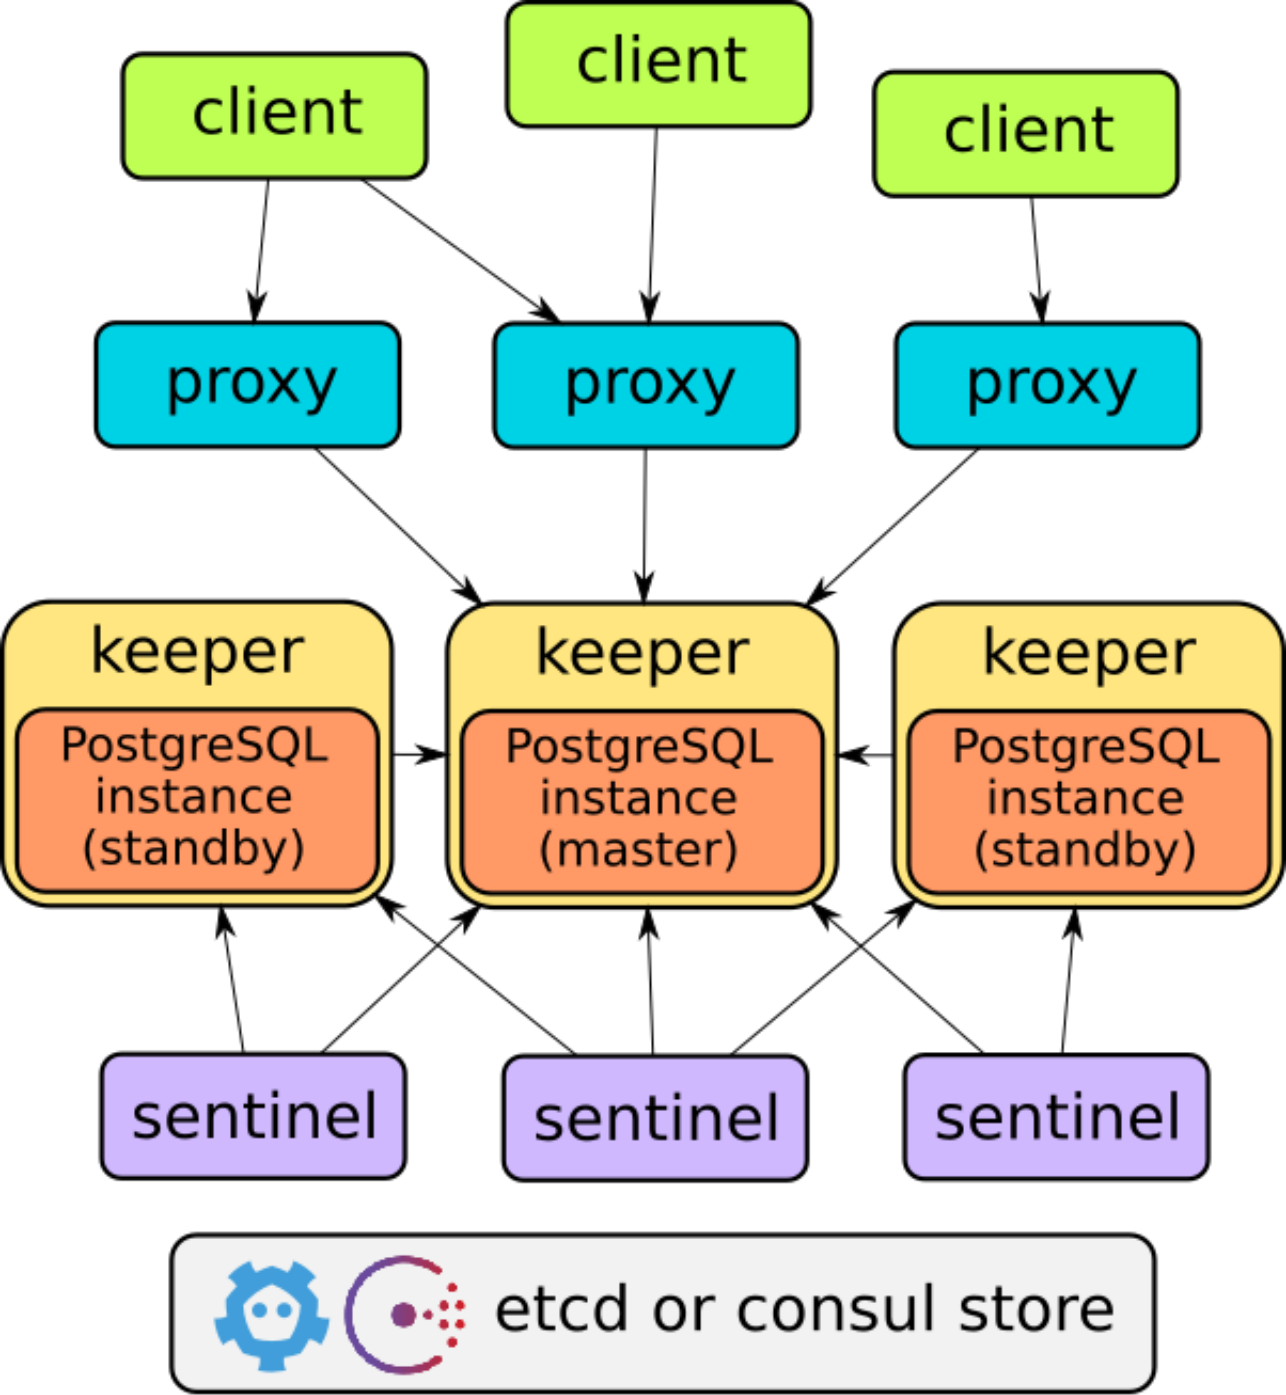 client
client
client
proxy
proxy
proxy
keeper
PostgreSQL
instance
(standby)
keeper
PostgreSQL
instance
(master)
keeper
PostgreSQL
instance
(standby)
sentinel
sentinel
sentinel
etcd or consul store